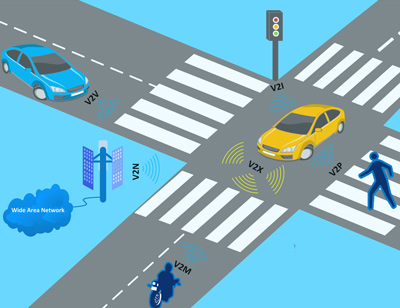 V2I
V2V
V2X
V2P
V2N
Wide Area Network
V2M